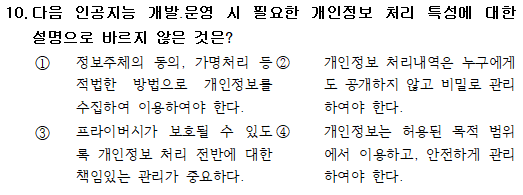 10. 다음 인공지능 개발.운영 시 필요한 개인정보 처리 특성에 대한
설명으로 바르지 않은 것은?
① 정보주체의 동의, 가명처리 등
적법한 방법으로 개인정보를
수집하여 이용하여야 한다.
② 개인정보 처리내역은 누구에게
도 공개하지 않고 비밀로 관리
하여야 한다.
③ 프라이버시가 보호될 수 있도
록 개인정보 처리 전반에 대한
책임있는 관리가 중요하다.
④ 개인정보는 허용된 목적 범위
에서 이용하고, 안전하게 관리
하여야 한다.